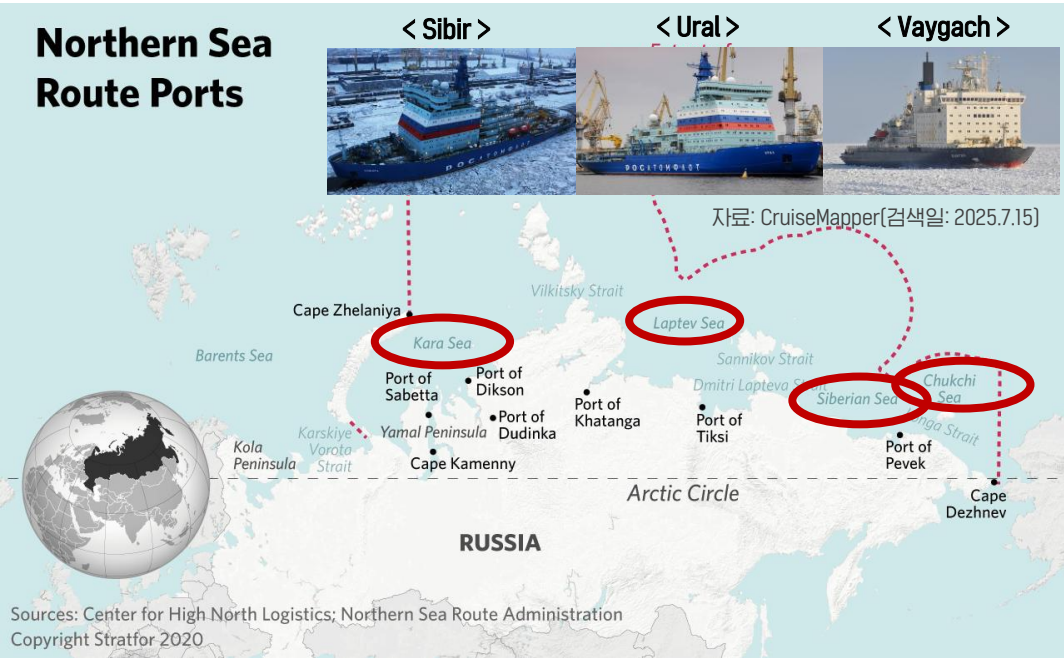 Northern Sea
Route Ports
< Sibir >
< Ural >
< Vaygach >
РОСАТОМФЛОТ
РОСАТОМФЛОТ
자료: CruiseMapper(검색일: 2025.7.15)
Vilkitsky Strait
Cape Zhelaniya
Laptev Sea
Kara Sea
Barents Sea
Sannikov Strait
Port of
Sabetta
Port of
Dikson
Dmitri Lapteva Strait
Chukchi
Sea
Siberian Sea
Port of
Khatanga
Port of
Dudinka
Port of
Tiksi
Karskiye
Vorota
Strait
Yamal Peninsula
Kola
Peninsula
Port of
Pevek
Cape Kamenny
Arctic Circle
Cape
Dezhnev
RUSSIA
Sources: Center for High North Logistics; Northern Sea Route Administration
Copyright Stratfor 2020